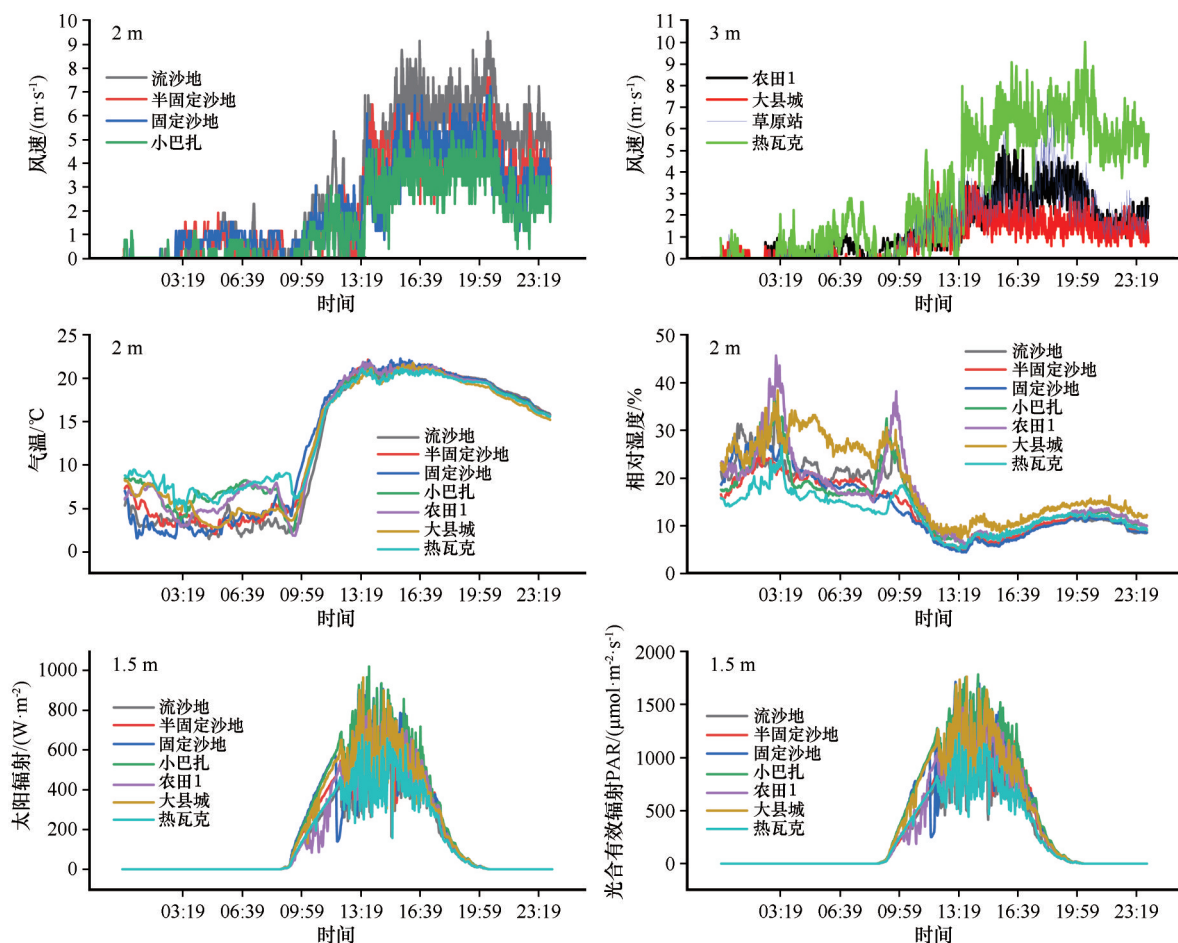 2 m
风速/(m·s⁻¹)
10
9
8
7
6
5
4
3
2
1
0
流沙地
半固定沙地
固定沙地
小巴扎
03:19 06:39 09:59 13:19 16:39 19:59 23:19
时间
3 m
风速/(m·s⁻¹)
11
10
9
8
7
6
5
4
3
2
1
0
农田1
大县城
草原站
热瓦克
03:19 06:39 09:59 13:19 16:39 19:59 23:19
时间
2 m
气温/℃
25
20
15
10
5
0
流沙地
半固定沙地
固定沙地
小巴扎
农田1
大县城
热瓦克
03:19 06:39 09:59 13:19 16:39 19:59 23:19
时间
2 m
相对湿度/%
50
40
30
20
10
0
流沙地
半固定沙地
固定沙地
小巴扎
农田1
大县城
热瓦克
03:19 06:39 09:59 13:19 16:39 19:59 23:19
时间
1.5 m
太阳辐射/(W·m⁻²)
1000
800
600
400
200
0
流沙地
半固定沙地
固定沙地
小巴扎
农田1
大县城
热瓦克
03:19 06:39 09:59 13:19 16:39 19:59 23:19
时间
1.5 m
光合有效辐射PAR/(μmol·m⁻²·s⁻¹)
2000
1500
1000
500
0
流沙地
半固定沙地
固定沙地
小巴扎
农田1
大县城
热瓦克
03:19 06:39 09:59 13:19 16:39 19:59 23:19
时间